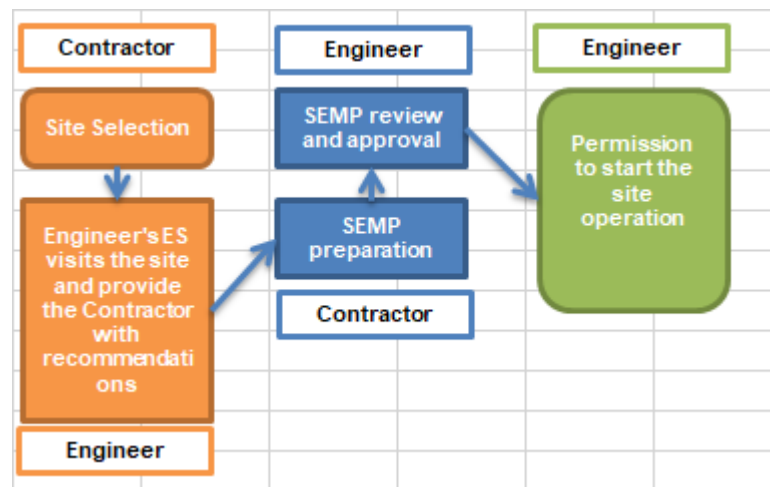 Contractor
Site Selection
Engineer's ES
visits the site
and provide
the Contractor
with
recommendati
ons
Engineer
Engineer
SEMP review
and approval
SEMP
preparation
Contractor
Engineer
Permission
to start the
site
operation